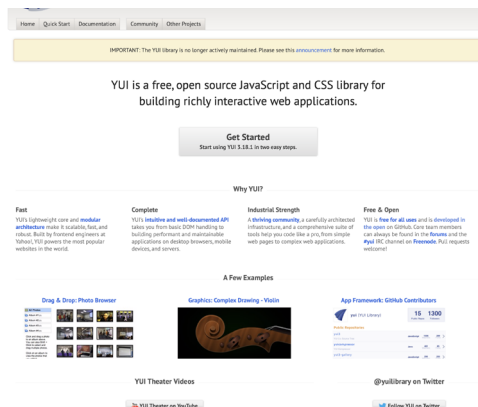 Home Quick Start Documentation Community Other Projects
IMPORTANT: The YUI library is no longer actively maintained. Please see this announcement for more information.
YUI is a free, open source JavaScript and CSS library for
building richly interactive web applications.
Get Started
Start using YUI 3.18.1 in two easy steps.
Why YUI?
Fast
YUI's lightweight core and modular
architecture make it scalable, fast, and
robust. Built by frontend engineers at
Yahoo!, YUI powers the most popular
websites in the world.
Complete
YUI's intuitive and well-documented API
takes you from basic DOM handling to
building performant and maintainable
applications on desktop browsers, mobile
devices, and servers.
Industrial Strength
A thriving community, a carefully architected
infrastructure, and a comprehensive suite of
tools help you code like a pro, from simple
web pages to complex web applications.
Free & Open
YUI is free for all uses and is developed in
the open on GitHub. Core team members
can always be found in the forums and the
#yui IRC channel on Freenode. Pull requests
welcome!
A Few Examples
Drag & Drop: Photo Browser
Graphics: Complex Drawing - Violin
App Framework: GitHub Contributors
yui (YUI Library)
15 1300
YUI Theater Videos
@yuilibrary on Twitter
YUI Theater on YouTube
Follow YUI on Twitter